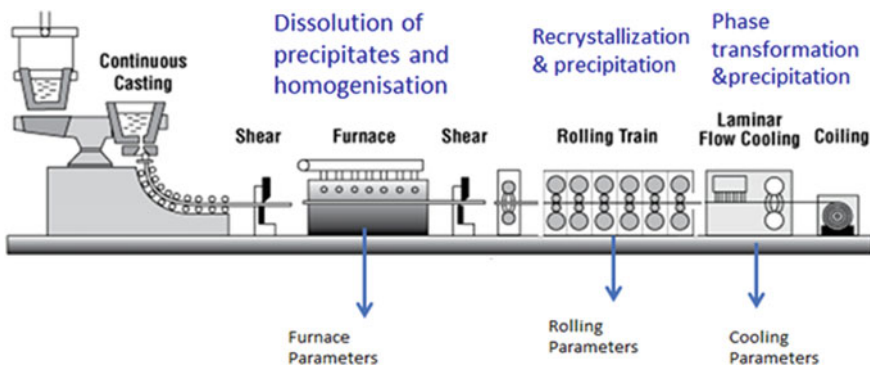 Dissolution of
precipitates and
homogenisation
Recrystallization
& precipitation
Phase
transformation
&precipitation
Continuous
Casting
Shear
Furnace
Shear
Rolling Train
Laminar
Flow Cooling
Coiling
Furnace
Parameters
Rolling
Parameters
Cooling
Parameters